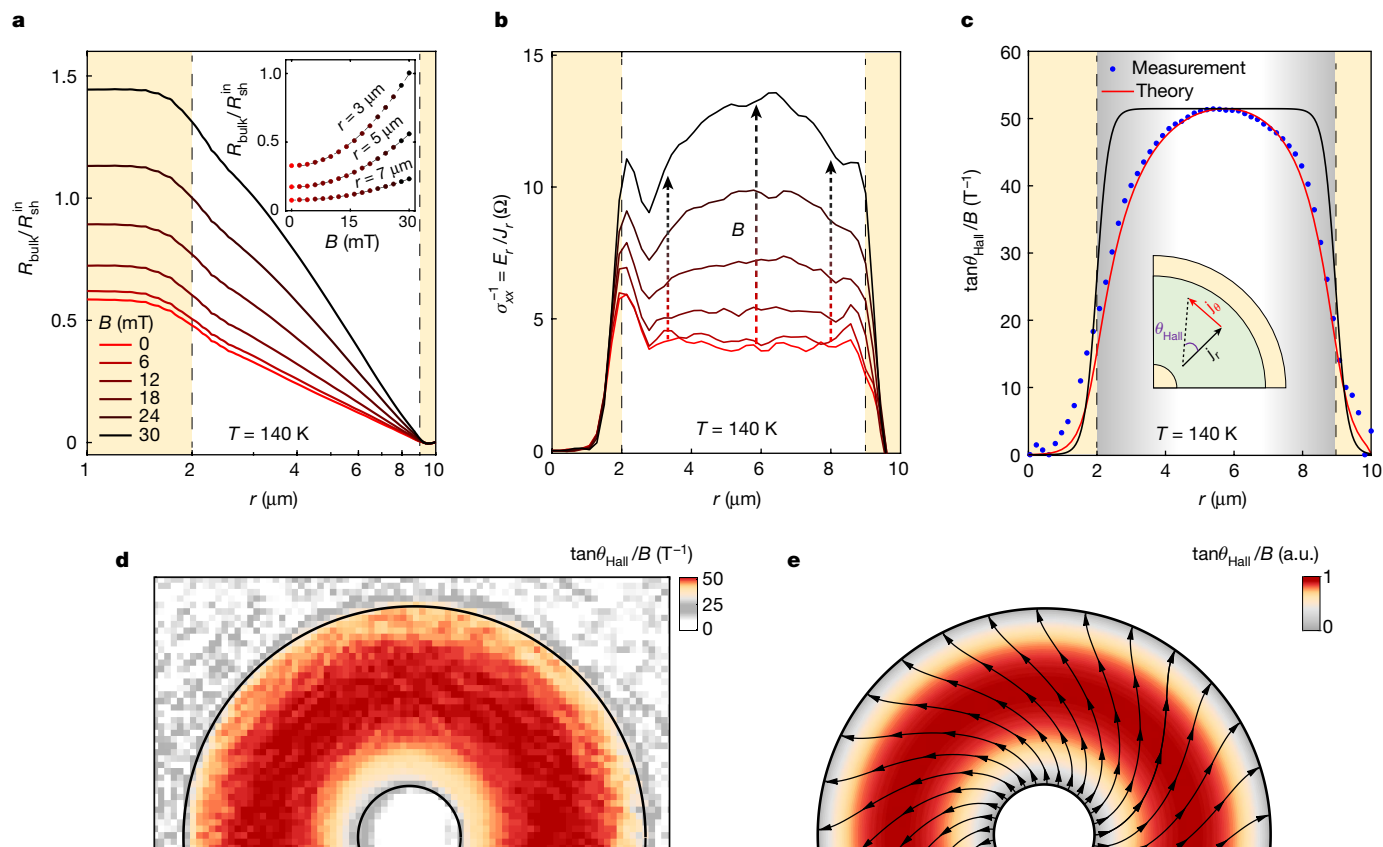 a
1.5
1.0
0.5
0
R_bulk/R_sh^in
B (mT)
0
6
12
18
24
30
T = 140 K
1
2
4
6
8
10
r (μm)
1.0
0.5
0
R_bulk/R_sh^in
r = 3 μm
r = 5 μm
r = 7 μm
0
15
30
B (mT)
b
15
10
5
0
σ_xx^−1 = E_r /J_r (Ω)
B
T = 140 K
0
2
4
6
8
10
r (μm)
c
60
50
40
30
20
10
0
tanθ_Hall /B (T^−1)
Measurement
Theory
θ_Hall
j_θ
j_r
T = 140 K
0
2
4
6
8
10
r (μm)
d
tanθ_Hall /B (T^−1)
50
25
0
e
tanθ_Hall /B (a.u.)
1
0